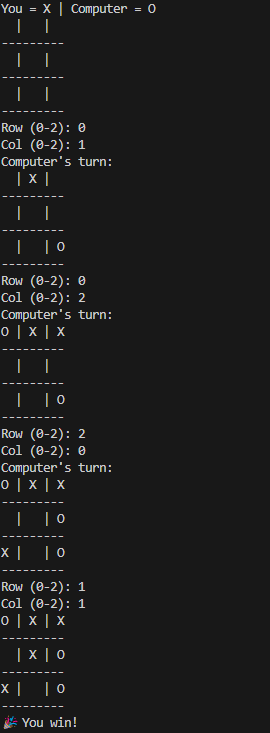 You = X | Computer = O
  |   |  
---------
  |   |  
---------
  |   |  
---------
Row (0-2): 0
Col (0-2): 1
Computer's turn:
  | X |  
---------
  |   |  
---------
  |   | O
---------
Row (0-2): 0
Col (0-2): 2
Computer's turn:
O | X | X
---------
  |   |  
---------
  |   | O
---------
Row (0-2): 2
Col (0-2): 0
Computer's turn:
O | X | X
---------
  |   | O
---------
X |   | O
---------
Row (0-2): 1
Col (0-2): 1
O | X | X
---------
  | X | O
---------
X |   | O
---------
🎉 You win!